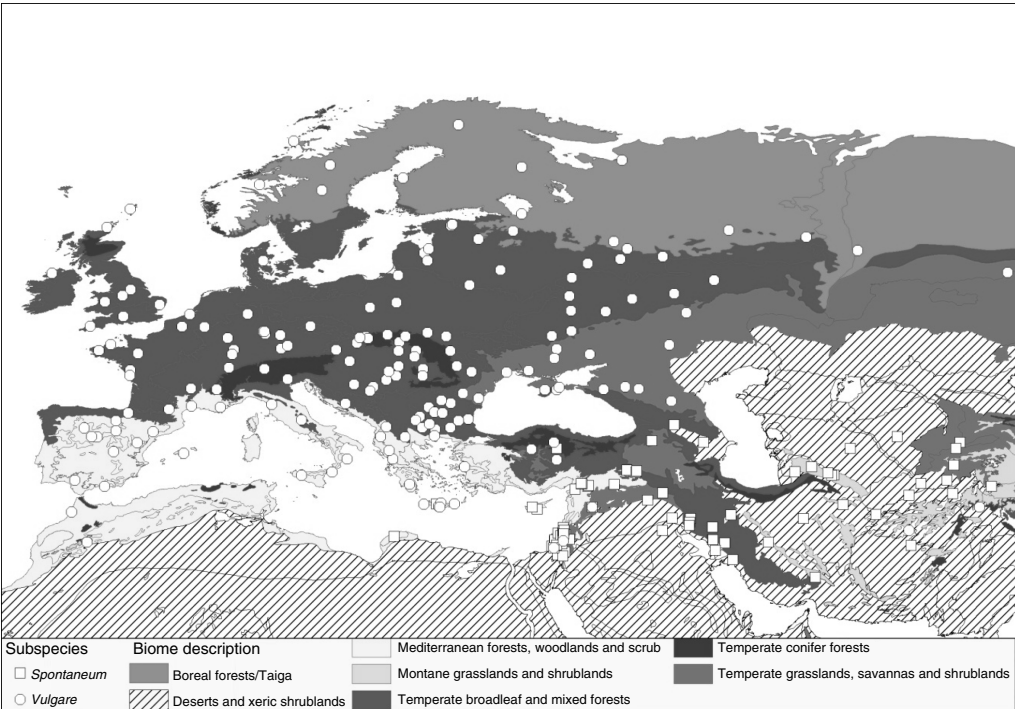 Subspecies
Spontaneum
Vulgare
Biome description
Boreal forests/Taiga
Deserts and xeric shrublands
Mediterranean forests, woodlands and scrub
Montane grasslands and shrublands
Temperate broadleaf and mixed forests
Temperate conifer forests
Temperate grasslands, savannas and shrublands